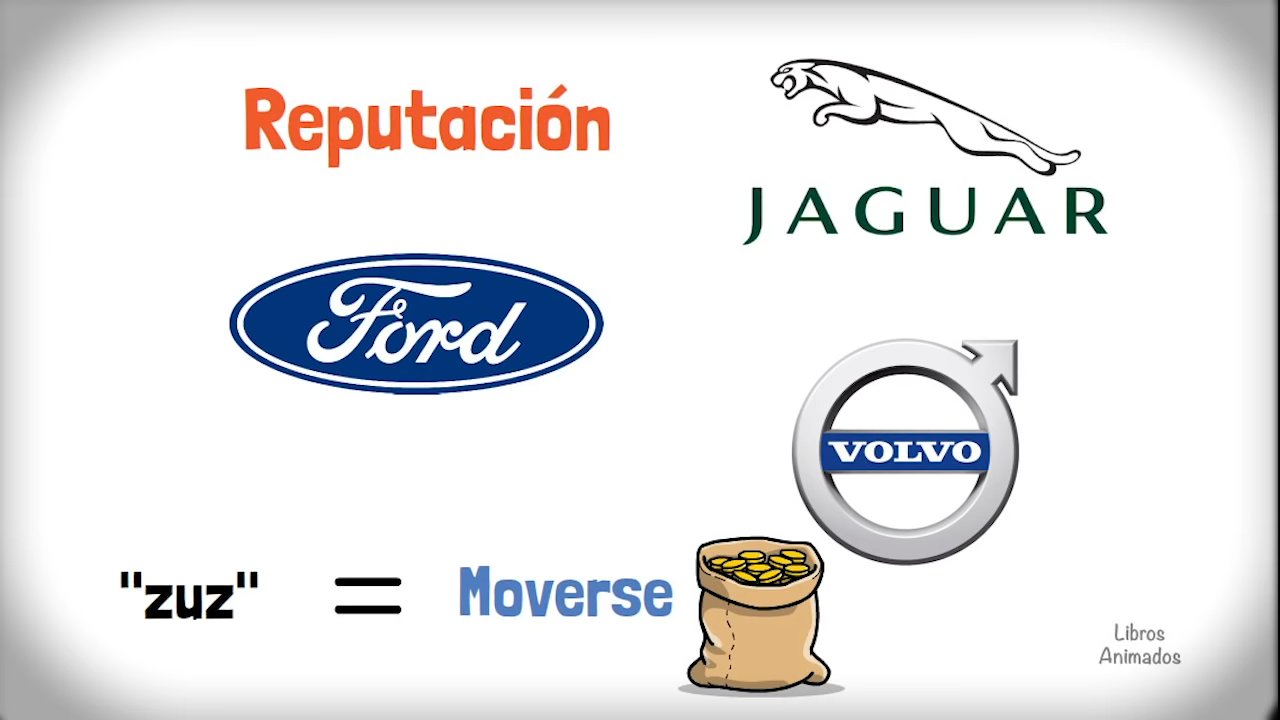 Reputación
JAGUAR
Ford
VOLVO
"zuz" = Moverse
Libros
Animados